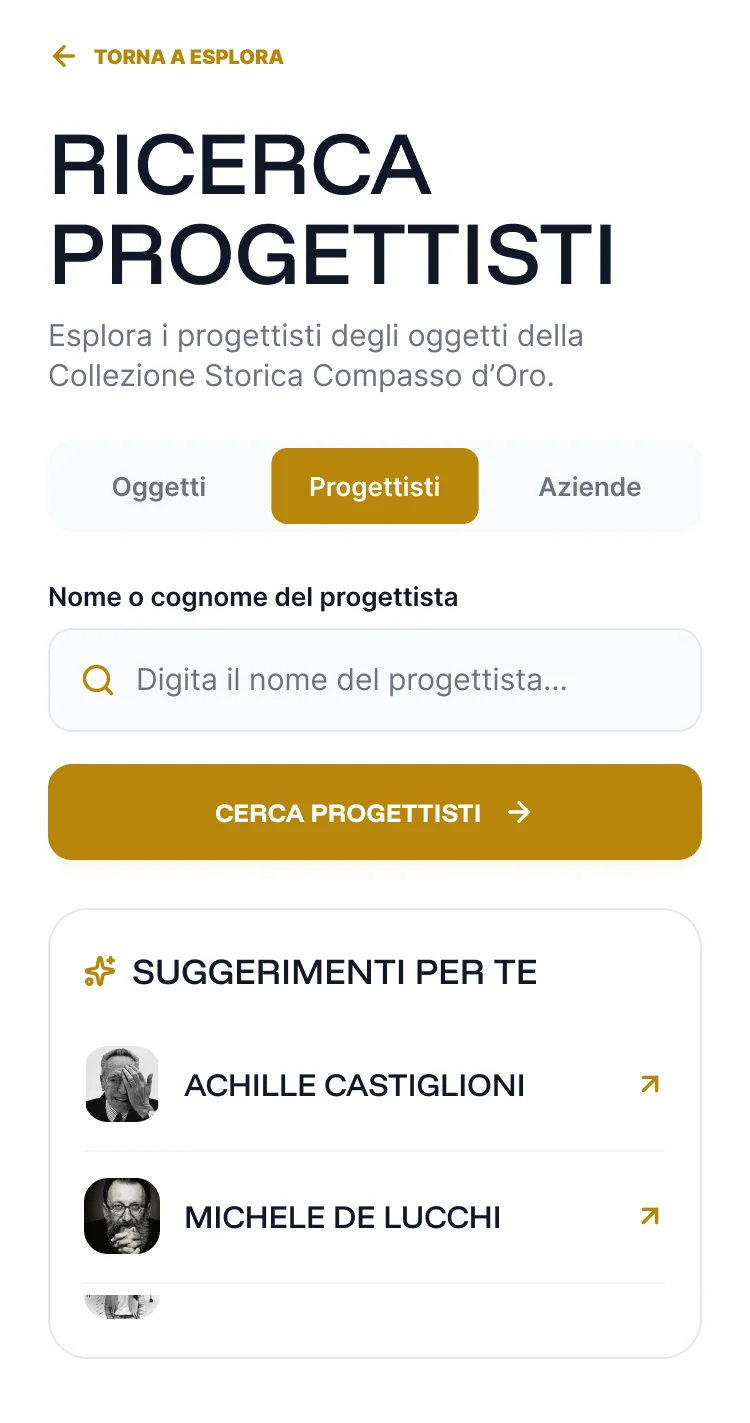 TORNA A ESPLORA
RICERCA
PROGETTISTI
Esplora i progettisti degli oggetti della
Collezione Storica Compasso d’Oro.
Oggetti
Progettisti
Aziende
Nome o cognome del progettista
Digita il nome del progettista...
CERCA PROGETTISTI
SUGGERIMENTI PER TE
ACHILLE CASTIGLIONI
MICHELE DE LUCCHI